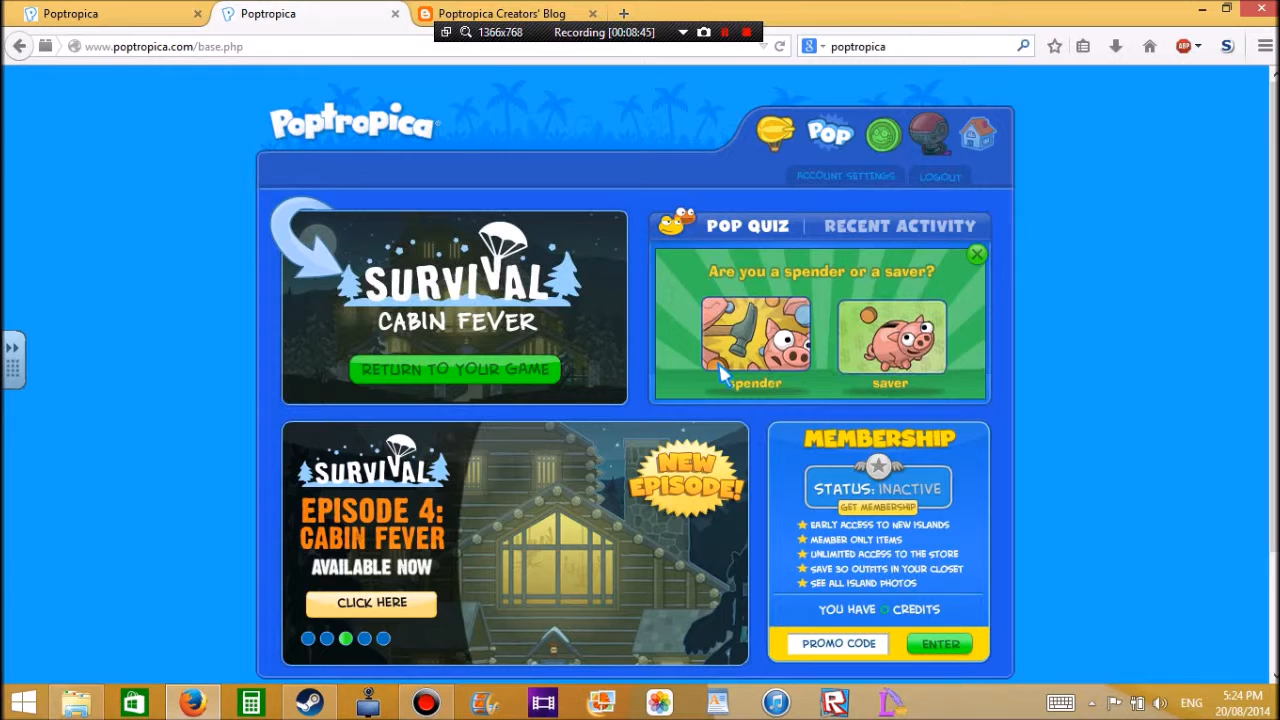 Poptropica
Poptropica
Poptropica Creators' Blog
1366x768
Recording [00:08:45]
www.poptropica.com/base.php
poptropica
ABP
Poptropica
POP
ACCOUNT SETTINGS
LOGOUT
SURVIVAL
CABIN FEVER
RETURN TO YOUR GAME
POP QUIZ
RECENT ACTIVITY
Are you a spender or a saver?
spender
saver
SURVIVAL
EPISODE 4:
CABIN FEVER
AVAILABLE NOW
CLICK HERE
NEW
EPISODE!
MEMBERSHIP
STATUS: INACTIVE
GET MEMBERSHIP
EARLY ACCESS TO NEW ISLANDS
MEMBER ONLY ITEMS
UNLIMITED ACCESS TO THE STORE
SAVE 30 OUTFITS IN YOUR CLOSET
SEE ALL ISLAND PHOTOS
YOU HAVE 0 CREDITS
PROMO CODE
ENTER
ENG
5:24 PM
20/08/2014